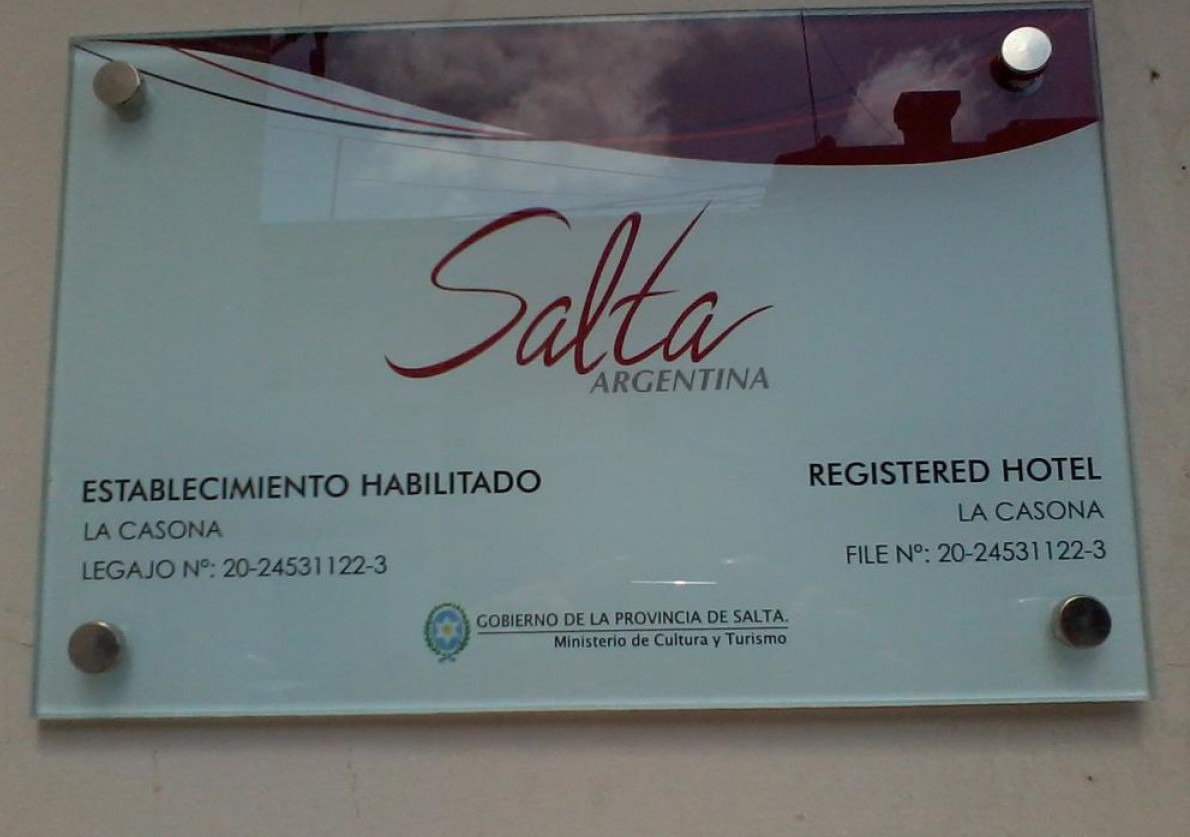 Salta
ARGENTINA
ESTABLECIMIENTO HABILITADO
LA CASONA
LEGAJO Nº: 20-24531122-3
REGISTERED HOTEL
LA CASONA
FILE Nº: 20-24531122-3
GOBIERNO DE LA PROVINCIA DE SALTA.
Ministerio de Cultura y Turismo